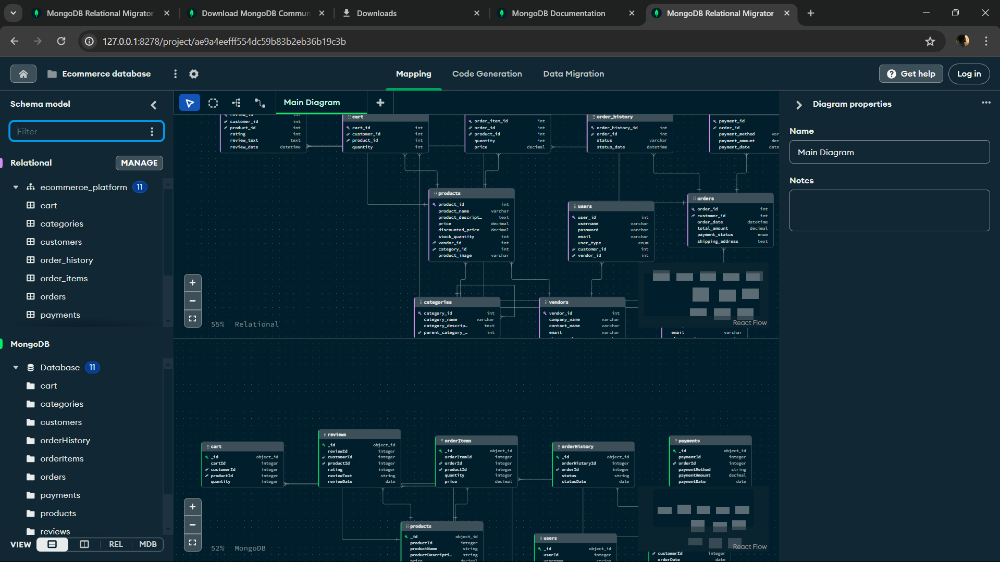 MongoDB Relational Migrator
Download MongoDB Commun
Downloads
MongoDB Documentation
MongoDB Relational Migrator
127.0.0.1:8278/project/ae9a4eefff554dc59b83b2eb36b19c3b
Ecommerce database
Mapping
Code Generation
Data Migration
Get help
Log in
Schema model
Filter
Relational
MANAGE
ecommerce_platform 11
cart
categories
customers
order_history
order_items
orders
payments
MongoDB
Database 11
cart
categories
customers
orderHistory
orderItems
orders
payments
products
reviews
VIEW
REL
MDB
Main Diagram
review_id int
customer_id int
product_id int
rating int
review_text text
review_date datetime
cart
cart_id int
customer_id int
product_id int
quantity int
order_item_id int
order_id int
product_id int
quantity int
price decimal
order_history
order_history_id int
order_id int
status varchar
status_date datetime
payment_id
order_id
payment_method var
payment_amount dec
payment_date date
products
product_id int
product_name varchar
product_descript… text
price decimal
discounted_price decimal
stock_quantity int
vendor_id int
category_id int
product_image varchar
users
user_id int
username varchar
password varchar
email varchar
user_type enum
customer_id int
vendor_id int
orders
order_id int
customer_id int
order_date datetime
total_amount decimal
payment_status enum
shipping_address text
categories
category_id int
category_name varchar
category_descrip… text
parent_category_… int
vendors
vendor_id int
company_name varchar
contact_name varchar
email varchar
email varchar
55% Relational
React Flow
cart
_id object_id
cartId integer
customerId integer
productId integer
quantity integer
reviews
_id object_id
reviewId integer
customerId integer
productId integer
rating integer
reviewText string
reviewDate date
orderItems
_id object_id
orderItemId integer
orderId integer
productId integer
quantity integer
price decimal
orderHistory
_id object_id
orderHistoryId integer
orderId integer
status string
statusDate date
payments
_id object_id
paymentId integer
orderId integer
paymentMethod string
paymentAmount decimal
paymentDate date
products
_id object_id
productId integer
productName string
productDescripti… string
price decimal
users
_id object_id
userId integer
username string
customerId integer
orderDate date
52% MongoDB
React Flow
Diagram properties
Name
Main Diagram
Notes